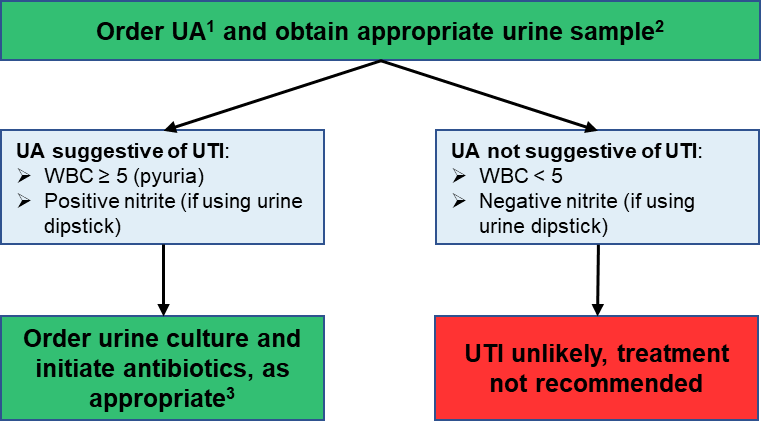 Order UA¹ and obtain appropriate urine sample²
UA suggestive of UTI:
➢ WBC ≥ 5 (pyuria)
➢ Positive nitrite (if using urine
dipstick)
UA not suggestive of UTI:
➢ WBC < 5
➢ Negative nitrite (if using
urine dipstick)
Order urine culture and
initiate antibiotics, as
appropriate³
UTI unlikely, treatment
not recommended